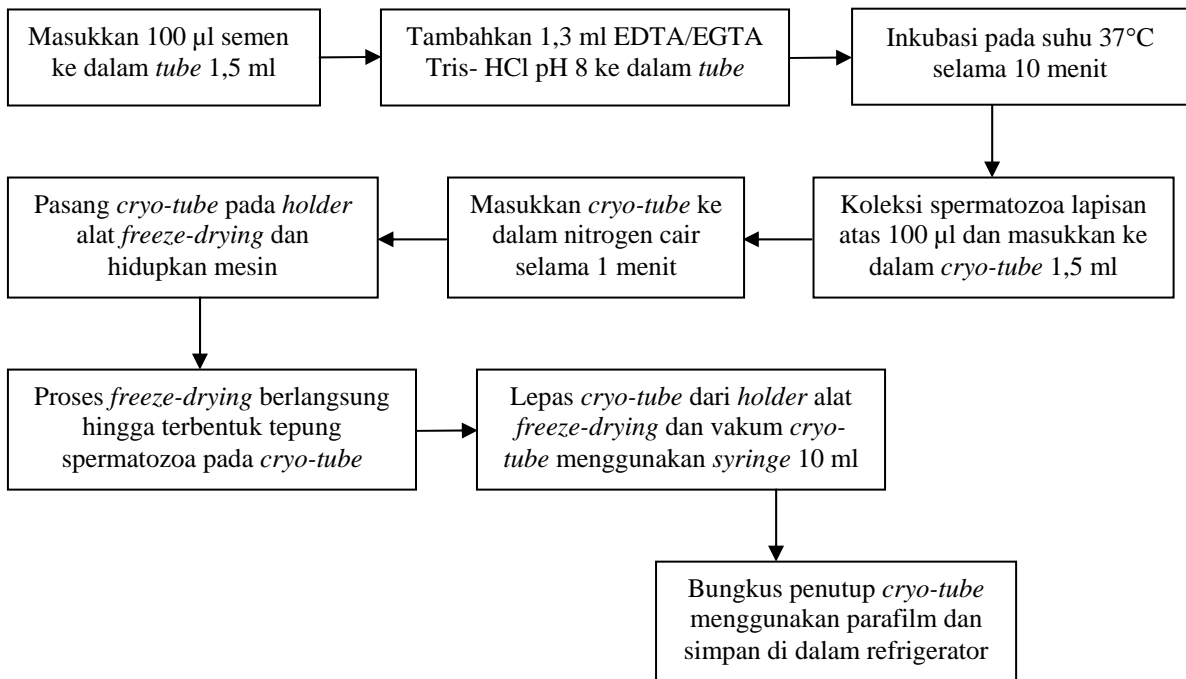 Masukkan 100 µl semen
ke dalam tube 1,5 ml
Tambahkan 1,3 ml EDTA/EGTA
Tris- HCl pH 8 ke dalam tube
Inkubasi pada suhu 37°C
selama 10 menit
Koleksi spermatozoa lapisan
atas 100 µl dan masukkan ke
dalam cryo-tube 1,5 ml
Masukkan cryo-tube ke
dalam nitrogen cair
selama 1 menit
Pasang cryo-tube pada holder
alat freeze-drying dan
hidupkan mesin
Proses freeze-drying berlangsung
hingga terbentuk tepung
spermatozoa pada cryo-tube
Lepas cryo-tube dari holder alat
freeze-drying dan vakum cryo-
tube menggunakan syringe 10 ml
Bungkus penutup cryo-tube
menggunakan parafilm dan
simpan di dalam refrigerator